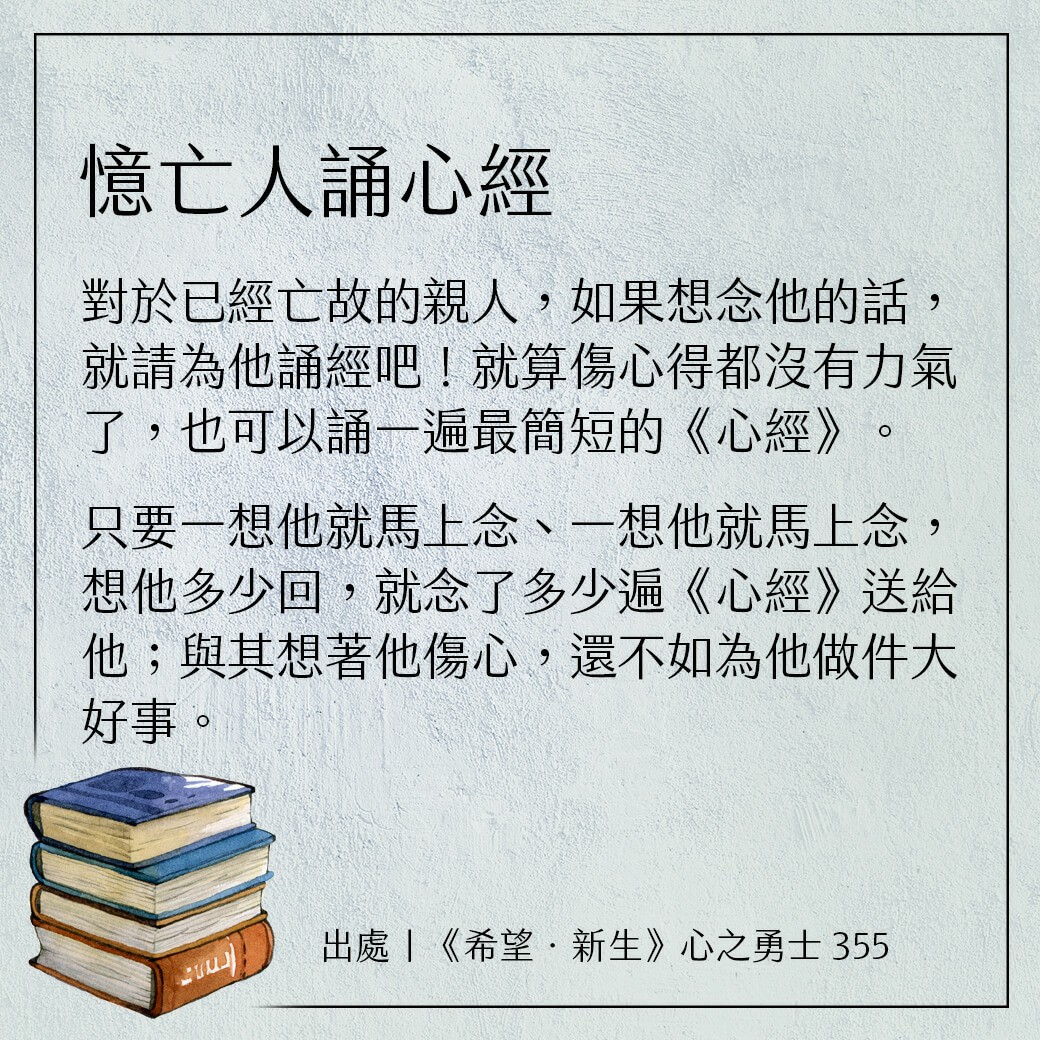 憶亡人誦心經
對於已經亡故的親人，如果想念他的話，
就請為他誦經吧！就算傷心得都沒有力氣
了，也可以誦一遍最簡短的《心經》。
只要一想他就馬上念、一想他就馬上念，
想他多少回，就念了多少遍《心經》送給
他；與其想著他傷心，還不如為他做件大
好事。
出處｜《希望‧新生》心之勇士 355